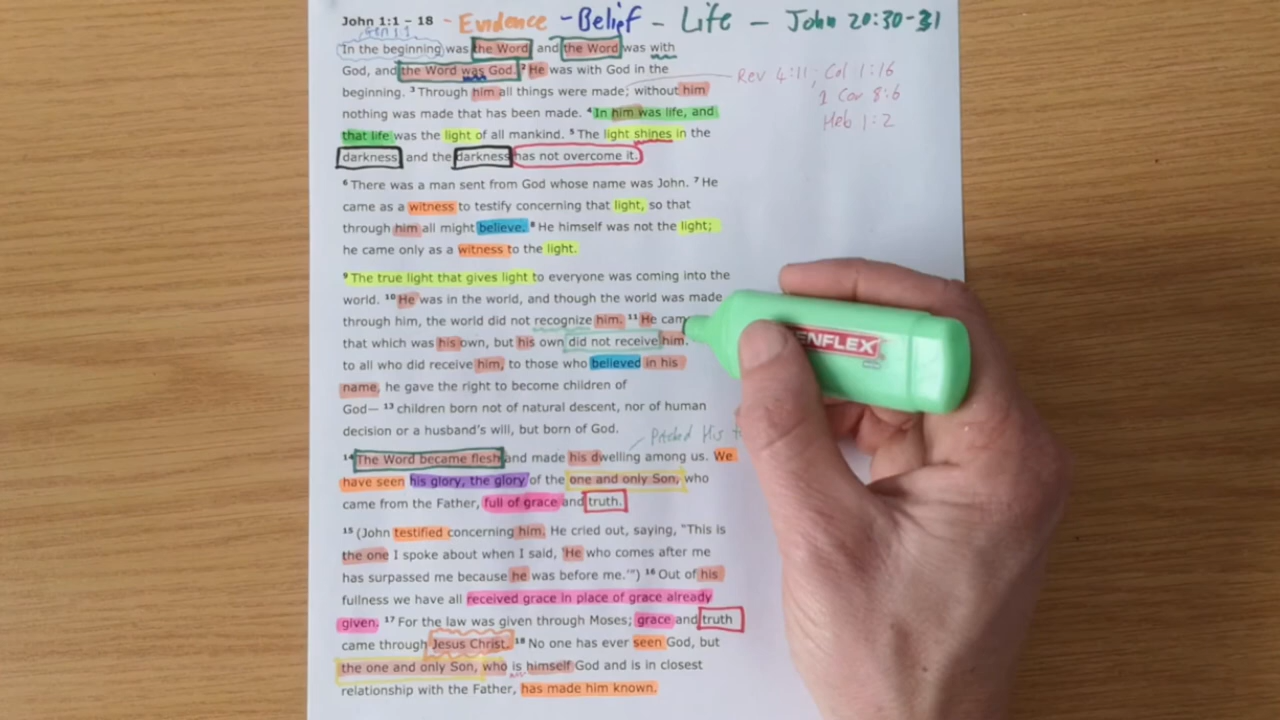 John 1:1 – 18 - Evidence - Belief - Life - John 20:30-31
Gen 1:1
In the beginning was the Word and the Word was with
God, and the Word was God. ² He was with God in the
Rev 4:11, Col 1:16
beginning. ³ Through him all things were made; without him
1 Cor 8:6
nothing was made that has been made. ⁴ In him was life, and
Heb 1:2
that life was the light of all mankind. ⁵ The light shines in the
darkness and the darkness has not overcome it.
⁶ There was a man sent from God whose name was John. ⁷ He
came as a witness to testify concerning that light, so that
through him all might believe. ⁸ He himself was not the light;
he came only as a witness to the light.
⁹ The true light that gives light to everyone was coming into the
world. ¹⁰ He was in the world, and though the world was made
through him, the world did not recognize him. ¹¹ He cam
that which was his own, but his own did not receive him.
to all who did receive him, to those who believed in his
name, he gave the right to become children of
God— ¹³ children born not of natural descent, nor of human
decision or a husband's will, but born of God.
Pitched His
¹⁴ The Word became flesh and made his dwelling among us. We
have seen his glory, the glory of the one and only Son, who
came from the Father, full of grace and truth.
¹⁵ (John testified concerning him. He cried out, saying, "This is
the one I spoke about when I said, 'He who comes after me
has surpassed me because he was before me.'") ¹⁶ Out of his
fullness we have all received grace in place of grace already
given. ¹⁷ For the law was given through Moses; grace and truth
came through Jesus Christ. ¹⁸ No one has ever seen God, but
the one and only Son, who is himself God and is in closest
relationship with the Father, has made him known.
ENFLEX